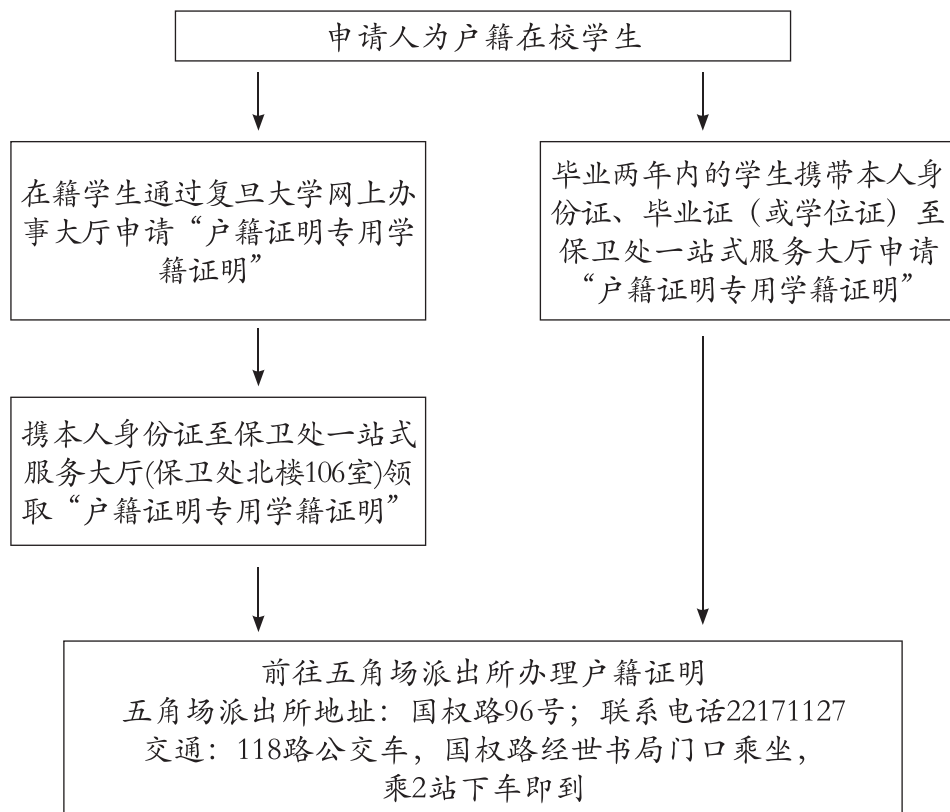 申请人为户籍在校学生
在籍学生通过复旦大学网上办
事大厅申请“户籍证明专用学
籍证明”
毕业两年内的学生携带本人身
份证、毕业证（或学位证）至
保卫处一站式服务大厅申请
“户籍证明专用学籍证明”
携本人身份证至保卫处一站式
服务大厅(保卫处北楼106室)领
取“户籍证明专用学籍证明”
前往五角场派出所办理户籍证明
五角场派出所地址：国权路96号；联系电话22171127
交通：118路公交车，国权路经世书局门口乘坐，
乘2站下车即到